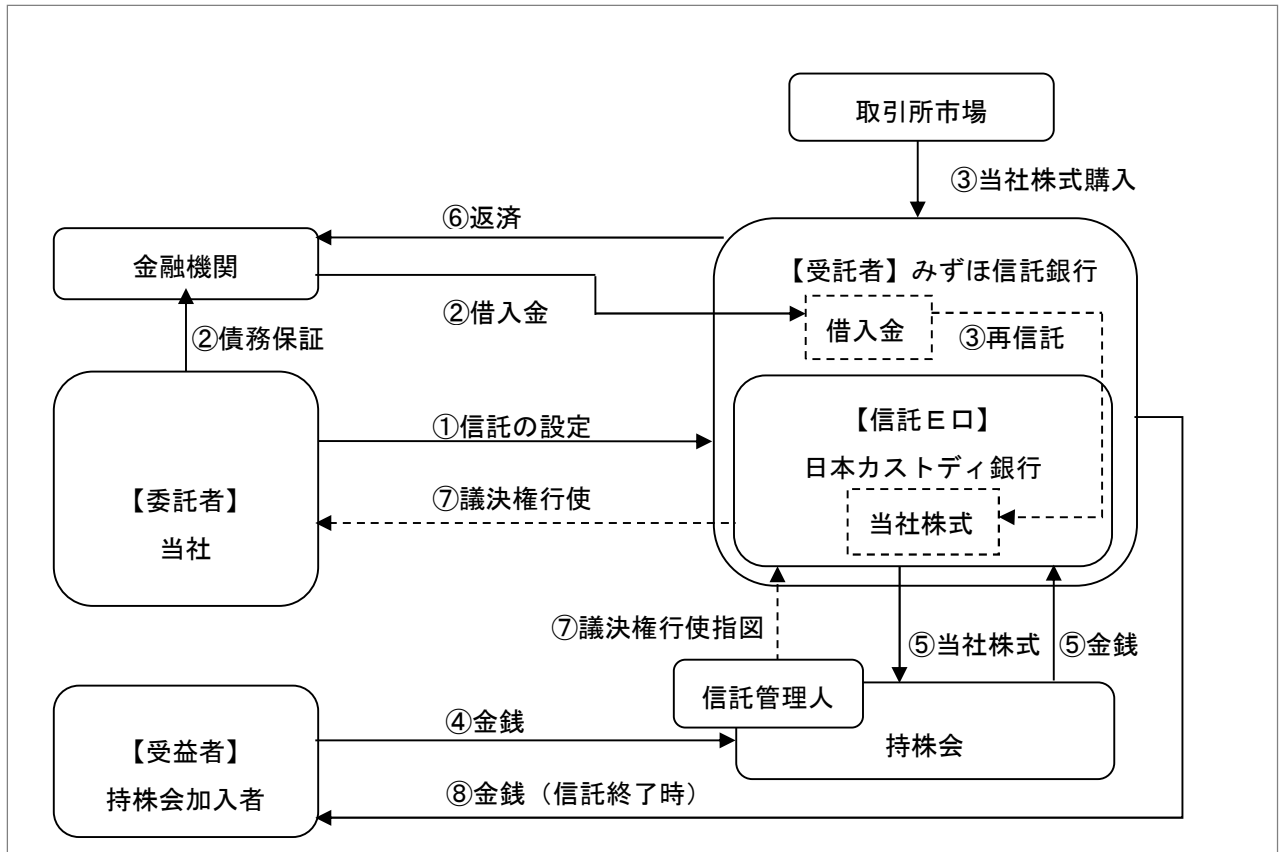 取引所市場
③当社株式購入
⑥返済
金融機関
【受託者】みずほ信託銀行
②借入金
借入金
③再信託
②債務保証
①信託の設定
【信託E口】
日本カストディ銀行
当社株式
⑦議決権行使
【委託者】
当社
⑦議決権行使指図
⑤当社株式
⑤金銭
信託管理人
持株会
④金銭
【受益者】
持株会加入者
⑧金銭（信託終了時）